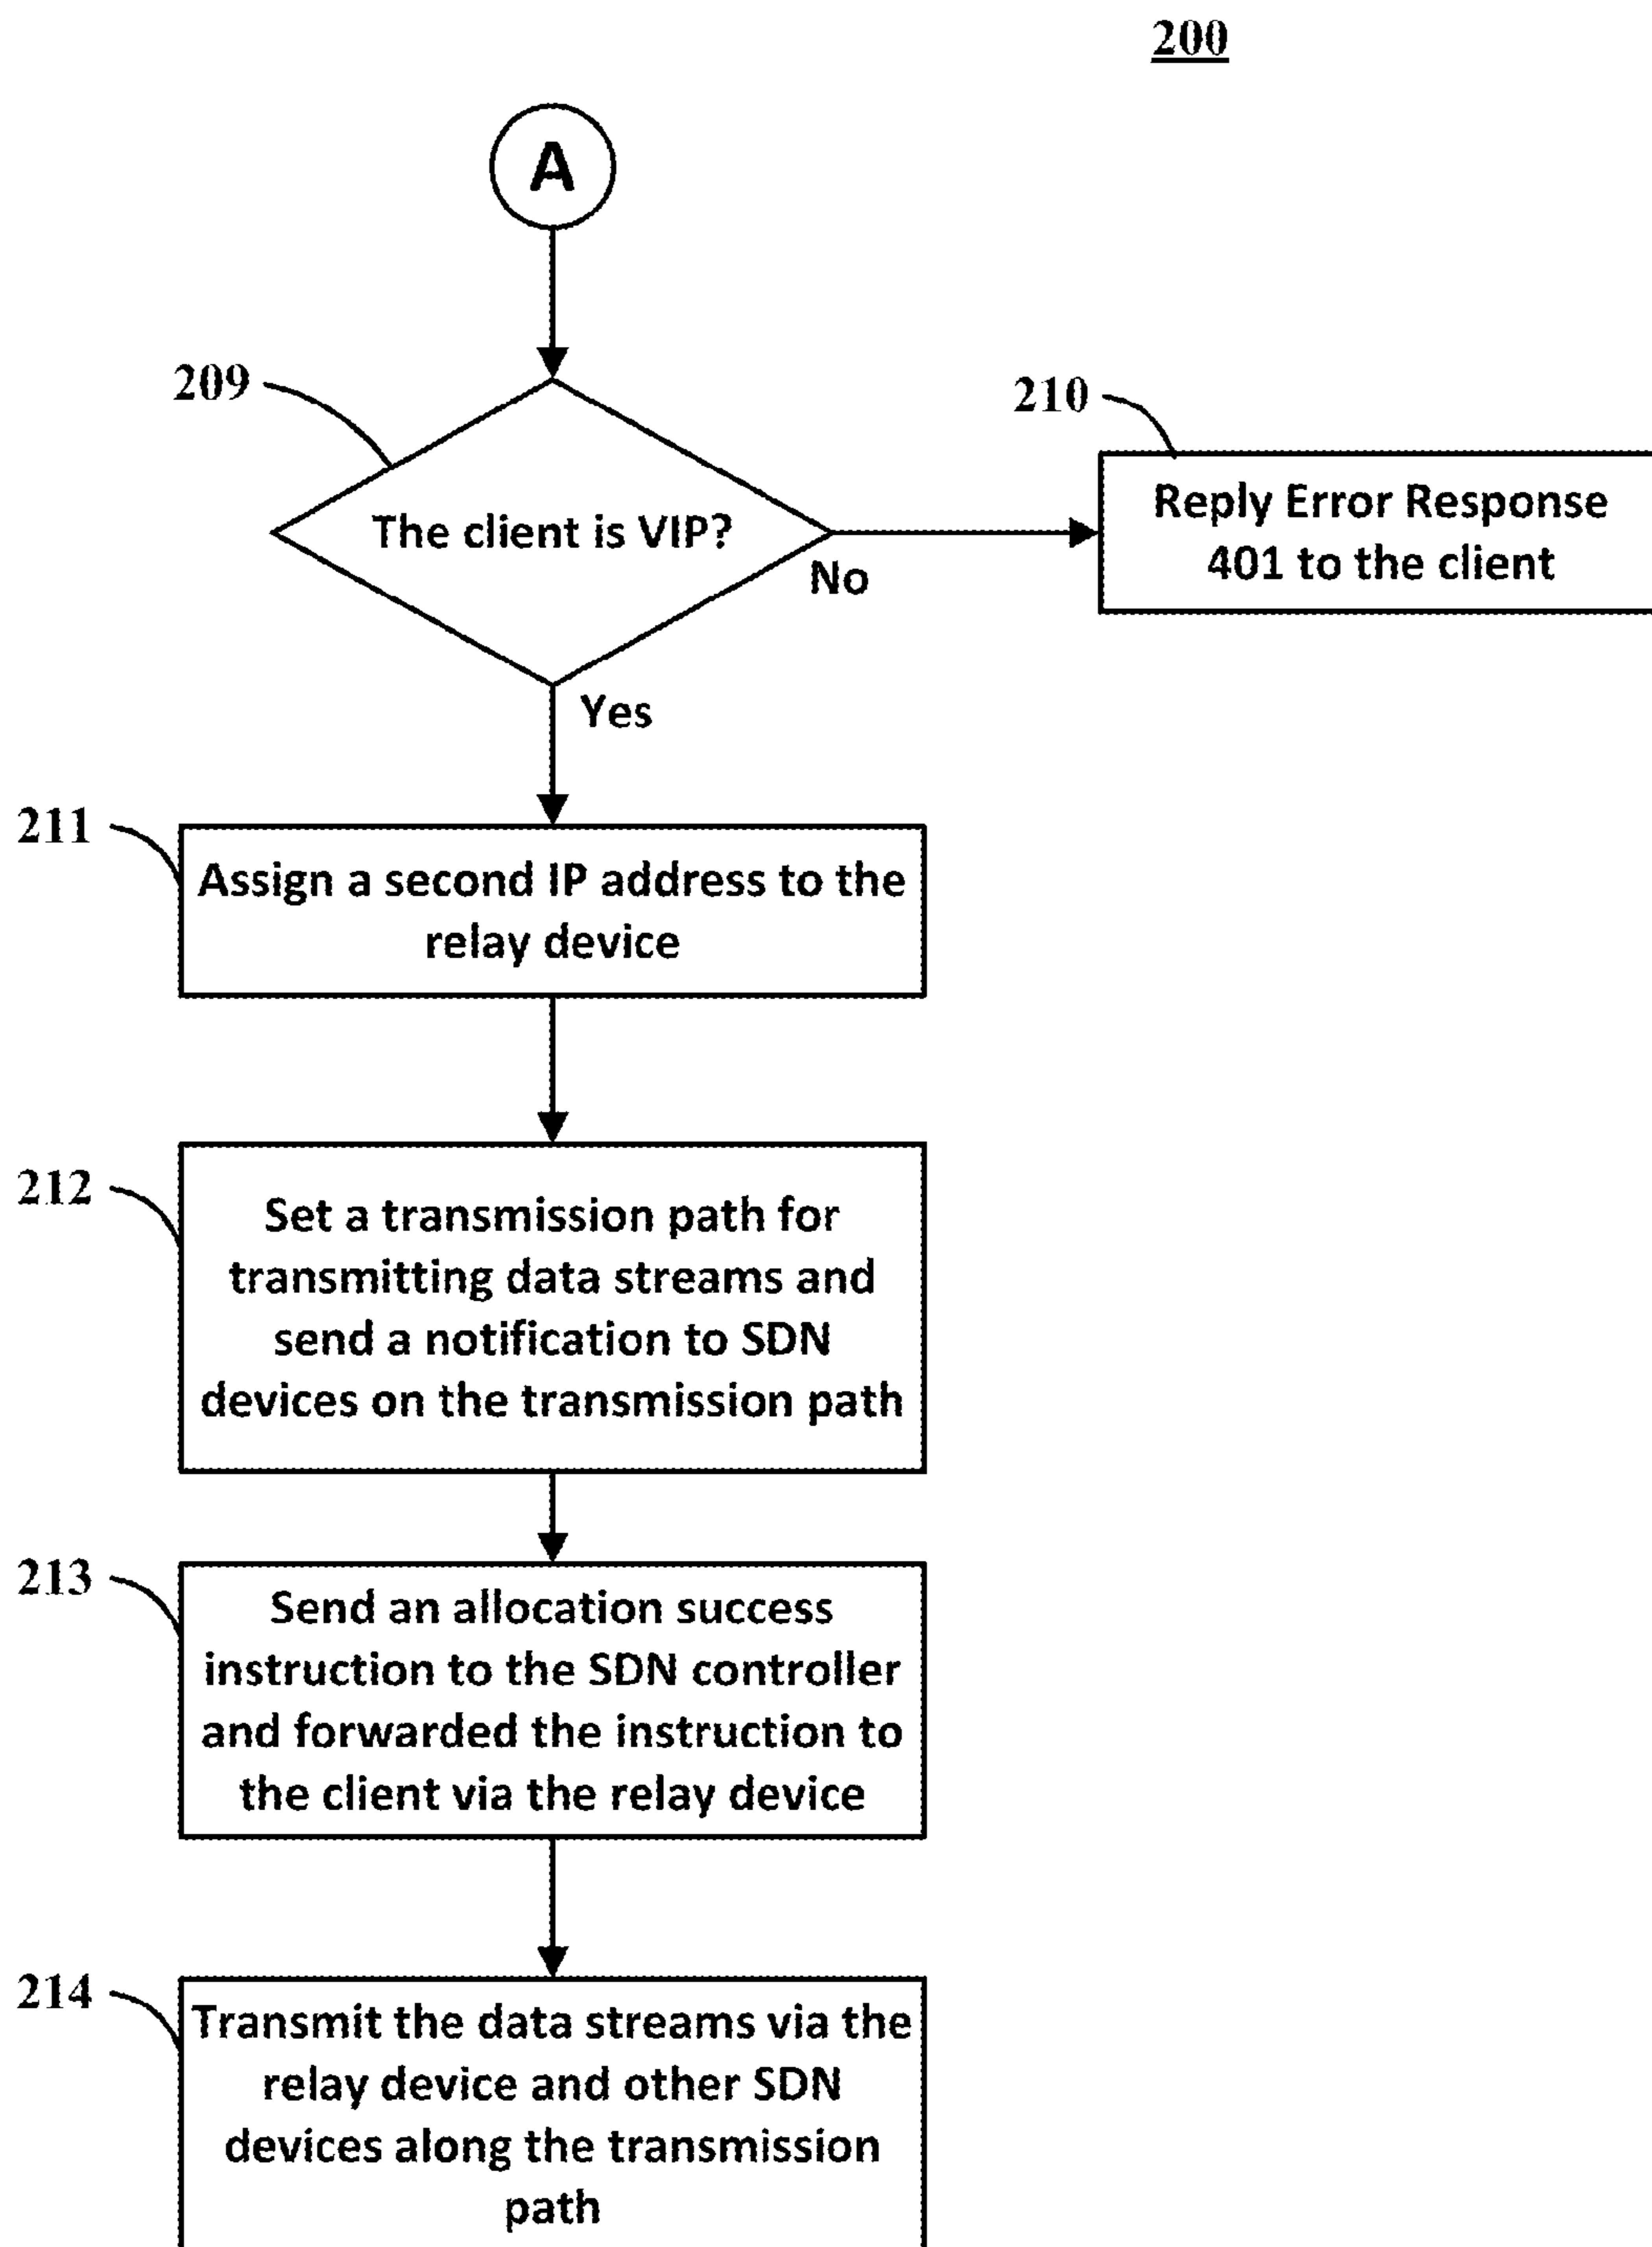 200
A
209
The client is VIP?
No
210
Reply Error Response
401 to the client
Yes
211
Assign a second IP address to the
relay device
212
Set a transmission path for
transmitting data streams and
send a notification to SDN
devices on the transmission path
213
Send an allocation success
instruction to the SDN controller
and forwarded the instruction to
the client via the relay device
214
Transmit the data streams via the
relay device and other SDN
devices along the transmission
path